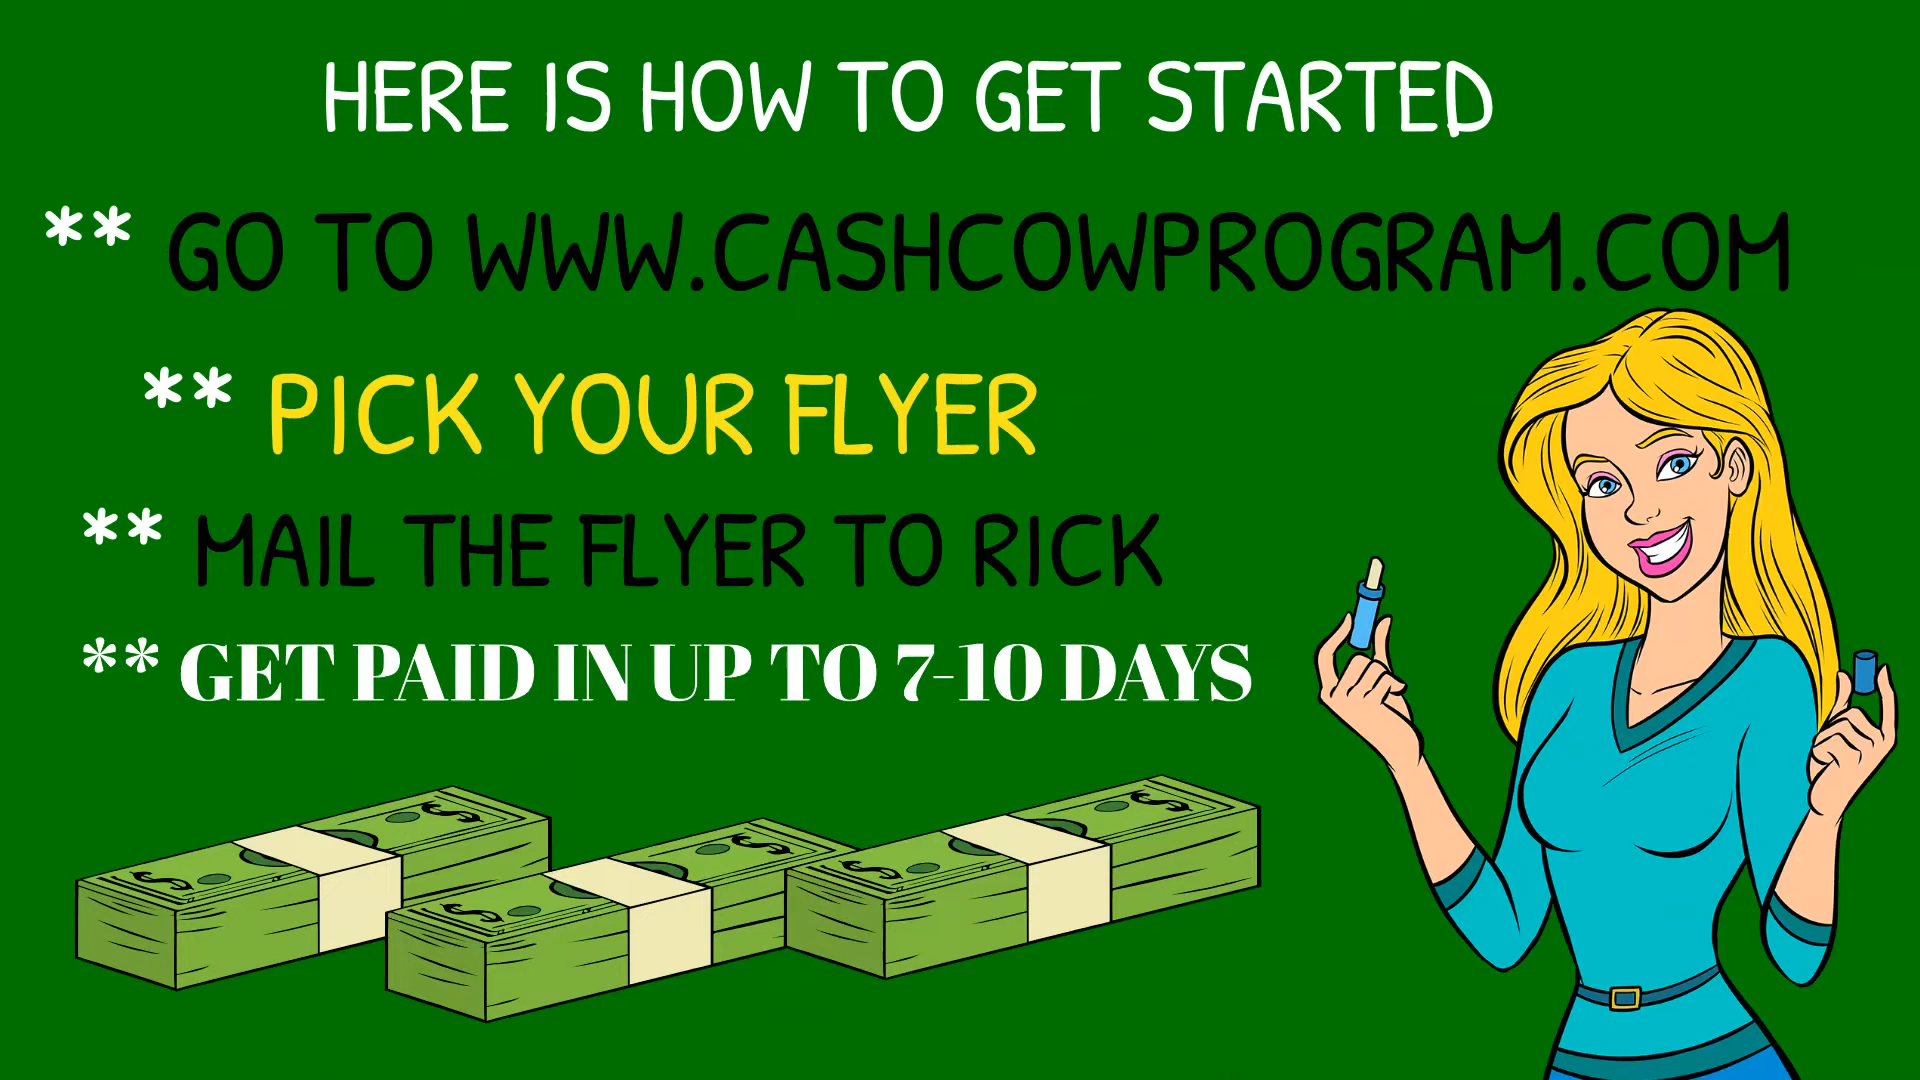 HERE IS HOW TO GET STARTED
** GO TO WWW.CASHCOWPROGRAM.COM
** PICK YOUR FLYER
** MAIL THE FLYER TO RICK
** GET PAID IN UP TO 7-10 DAYS